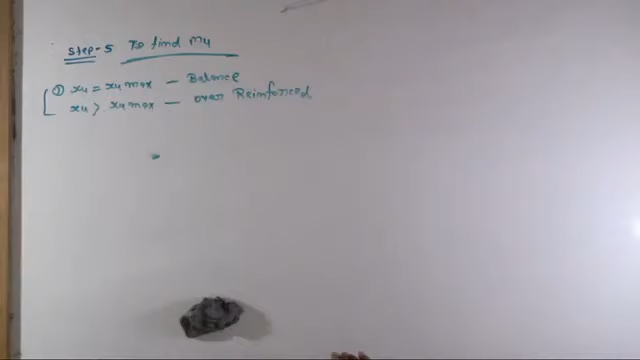 Step-5 To find Mu
① xu = xu max — Balance
xu > xu max — over Reinforced